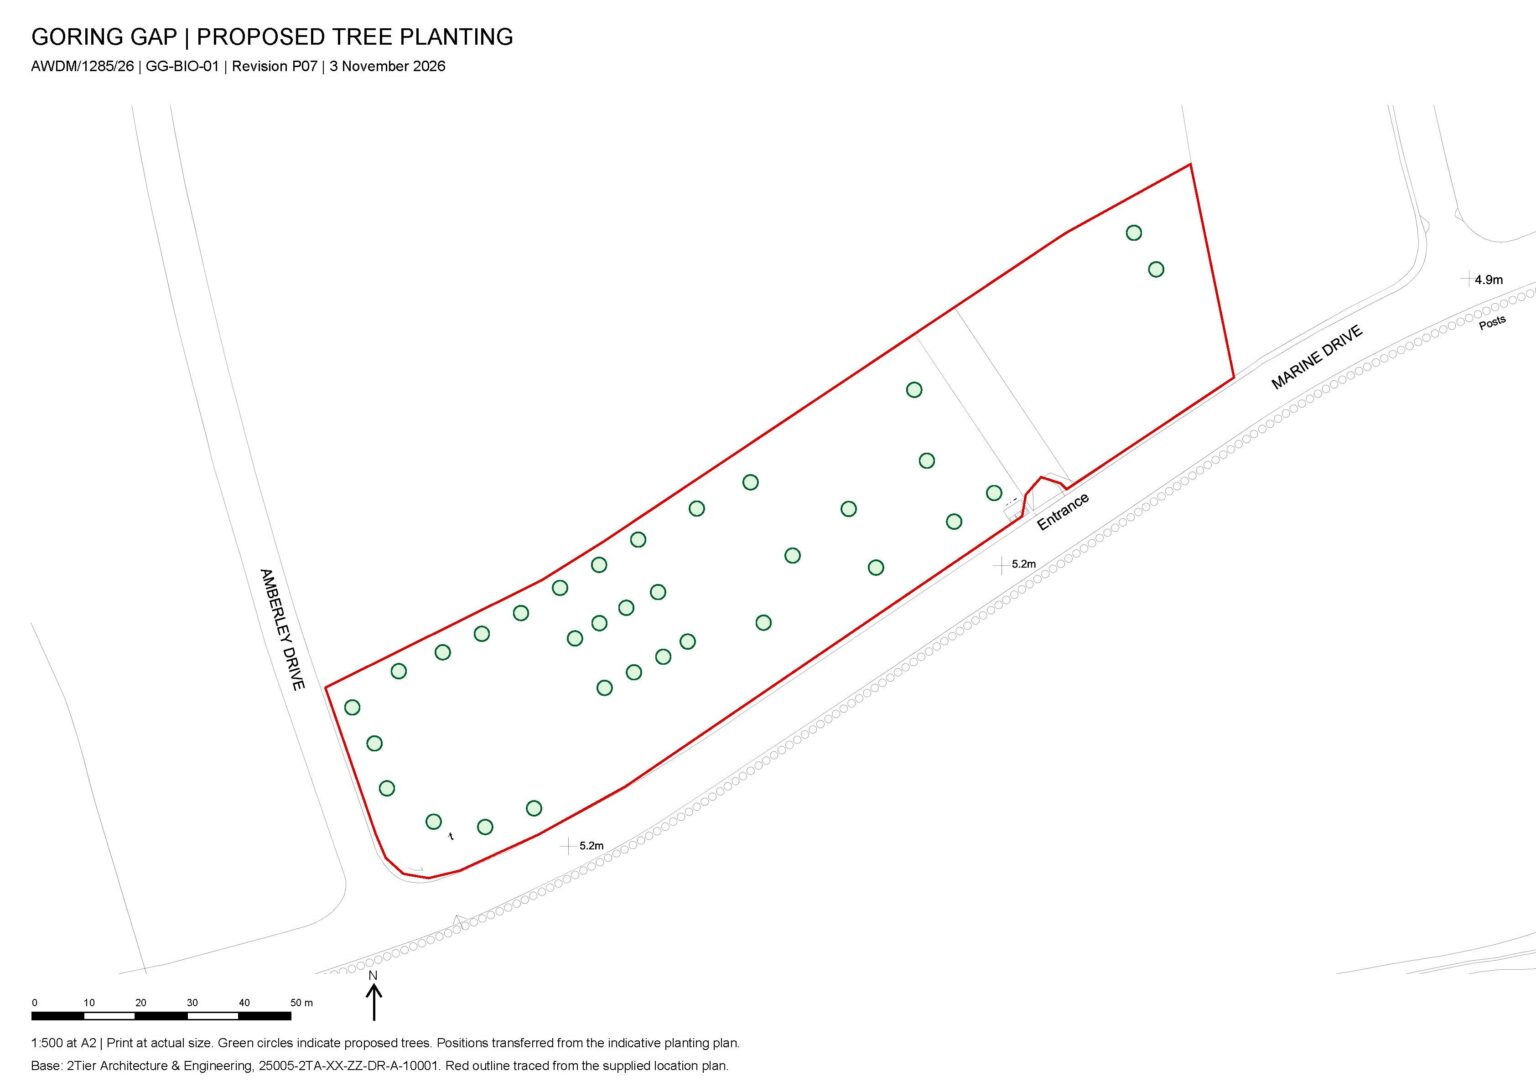 GORING GAP | PROPOSED TREE PLANTING
AWDM/1285/26 | GG-BIO-01 | Revision P07 | 3 November 2026
4.9m
Posts
MARINE DRIVE
Entrance
5.2m
AMBERLEY DRIVE
5.2m
N
0 10 20 30 40 50 m
1:500 at A2 | Print at actual size. Green circles indicate proposed trees. Positions transferred from the indicative planting plan.
Base: 2Tier Architecture & Engineering, 25005-2TA-XX-ZZ-DR-A-10001. Red outline traced from the supplied location plan.